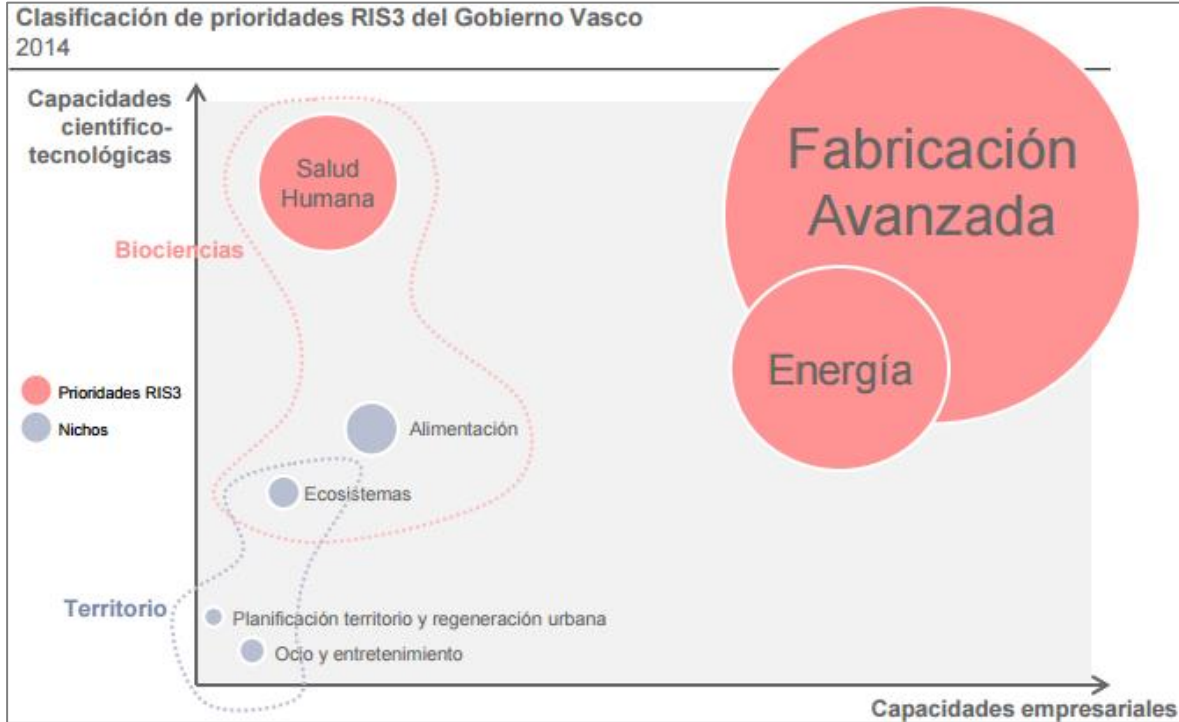 Clasificación de prioridades RIS3 del Gobierno Vasco
2014
Capacidades
científico-
tecnológicas
Salud
Humana
Fabricación
Avanzada
Biociencias
Energía
Prioridades RIS3
Nichos
Alimentación
Ecosistemas
Territorio
Planificación territorio y regeneración urbana
Ocio y entretenimiento
Capacidades empresariales